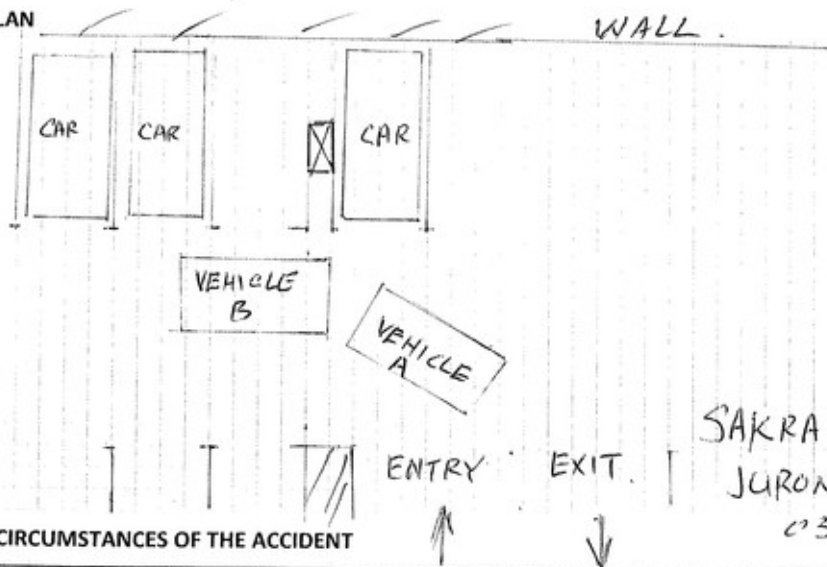 LAN
WALL.
CAR
CAR
CAR
VEHICLE
B
VEHICLE
A
SAKRA
ENTRY
EXIT.
JURON
CIRCUMSTANCES OF THE ACCIDENT